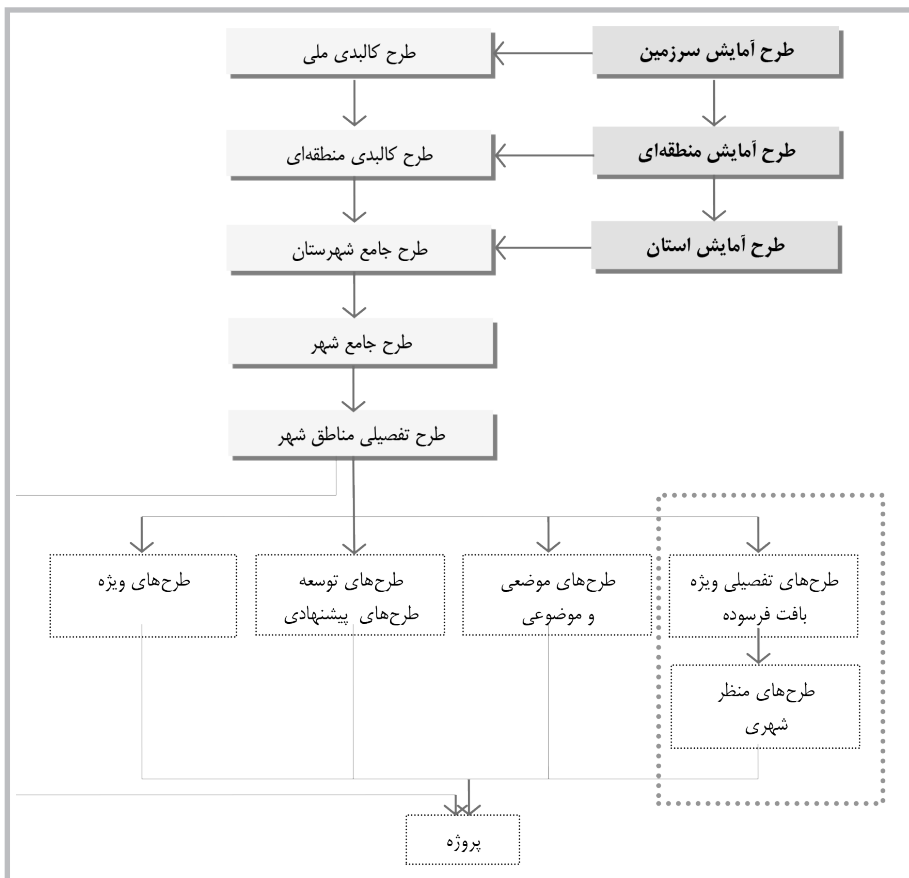 طرح آمایش سرزمین
طرح کالبدی ملی
طرح آمایش منطقه‌ای
طرح کالبدی منطقه‌ای
طرح آمایش استان
طرح جامع شهرستان
طرح جامع شهر
طرح تفصیلی مناطق شهر
طرح‌های تفصیلی ویژه
بافت فرسوده
طرح‌های موضعی
و موضوعی
طرح‌های توسعه
طرح‌های پیشنهادی
طرح‌های ویژه
طرح‌های منظر
شهری
پروژه